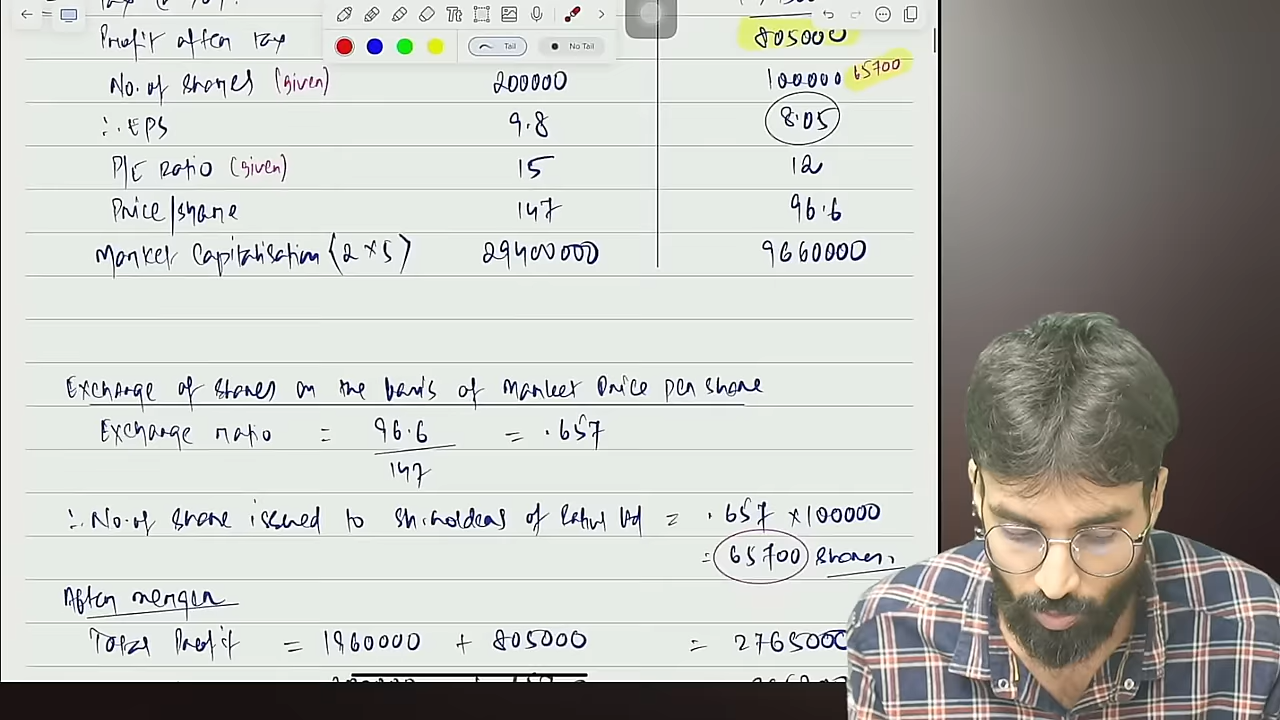 Profit after tax 805000
No. of shares (given) 200000 100000 65700
∴ EPS 9.8 8.05
P/E Ratio (given) 15 12
Price/share 147 96.6
Market Capitalisation (2×5) 29400000 9660000
Tail
No Tail
Exchange of shares on the basis of market Price per share
Exchange ratio = 96.6 = .657
147
∴ No. of share issued to of = .657 × 100000
= 65700 shares.
After merger
Total Profit = 1960000 + 805000 = 2765000